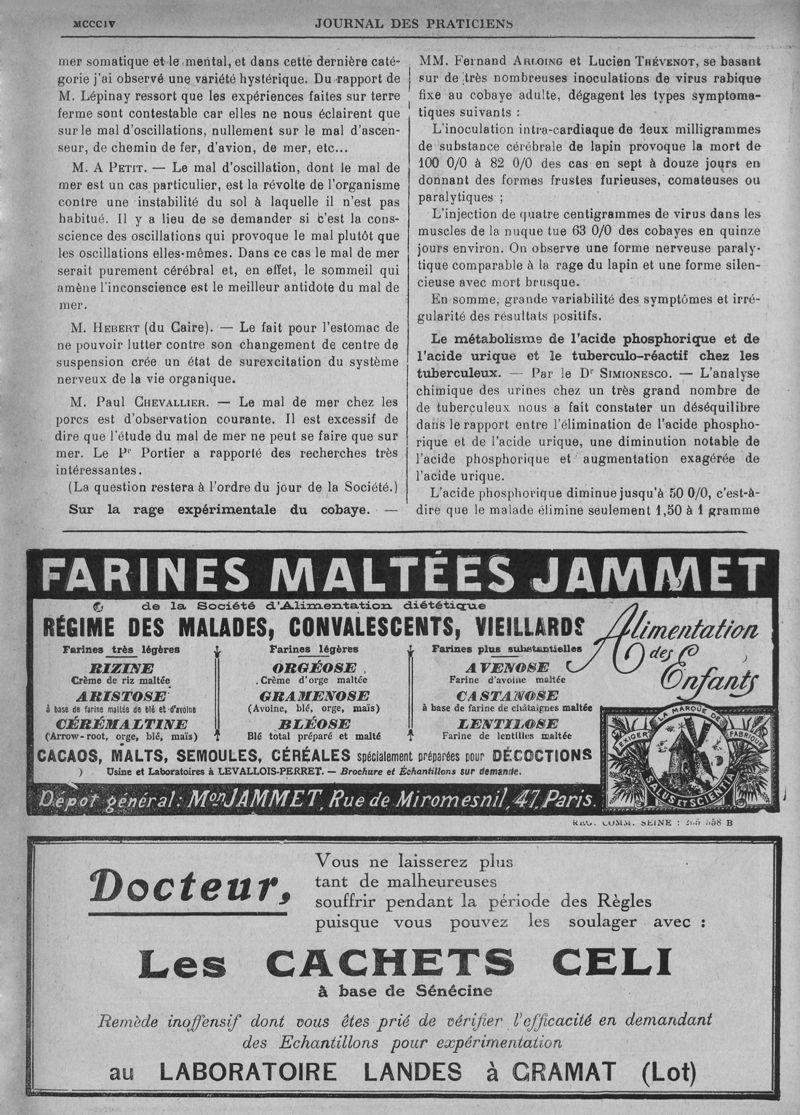 MCCCIV
JOURNAL DES PRATICIENS
mer somatique et le mental, et dans cette dernière caté-
gorie j'ai observé une variété hystérique. Du rapport de
M. Lépinay ressort que les expériences faites sur terre
ferme sont contestable car elles ne nous éclairent que
sur le mal d'oscillations, nullement sur le mal d'ascen-
seur, de chemin de fer, d'avion, de mer, etc...
M. A PETIT. — Le mal d'oscillation, dont le mal de
mer est un cas particulier, est la révolte de l'organisme
contre une instabilité du sol à laquelle il n'est pas
habitué. Il y a lieu de se demander si c'est la cons-
science des oscillations qui provoque le mal plutôt que
les oscillations elles-mêmes. Dans ce cas le mal de mer
serait purement cérébral et, en effet, le sommeil qui
amène l'inconscience est le meilleur antidote du mal de
mer.
M. HEBERT (du Caire). — Le fait pour l'estomac de
ne pouvoir lutter contre son changement de centre de
suspension crée un état de surexcitation du système
nerveux de la vie organique.
M. Paul CHEVALLIER. — Le mal de mer chez les
porcs est d'observation courante. Il est excessif de
dire que l'étude du mal de mer ne peut se faire que sur
mer. Le Pr Portier a rapporté des recherches très
intéressantes.
(La question restera à l'ordre du jour de la Société.)
Sur la rage expérimentale du cobaye. —
MM. Fernand ARLOING et Lucien THÉVENOT, se basant
sur de très nombreuses inoculations de virus rabique
fixe au cobaye adulte, dégagent les types symptoma-
tiques suivants :
L'inoculation intra-cardiaque de deux milligrammes
de substance cérébrale de lapin provoque la mort de
100 0/0 à 82 0/0 des cas en sept à douze jours en
donnant des formes frustes furieuses, comateuses ou
paralytiques ;
L'injection de quatre centigrammes de virus dans les
muscles de la nuque tue 63 0/0 des cobayes en quinze
jours environ. On observe une forme nerveuse paraly-
tique comparable à la rage du lapin et une forme silen-
cieuse avec mort brusque.
En somme, grande variabilité des symptômes et irré-
gularité des résultats positifs.
Le métabolisme de l'acide phosphorique et de
l'acide urique et le tuberculo-réactif chez les
tuberculeux. — Par le Dr SIMIONESCO. — L'analyse
chimique des urines chez un très grand nombre de
de tuberculeux nous a fait constater un déséquilibre
dans le rapport entre l'élimination de l'acide phospho-
rique et de l'acide urique, une diminution notable de
l'acide phosphorique et augmentation exagérée de
l'acide urique.
L'acide phosphorique diminue jusqu'à 50 0/0, c'est-à-
dire que le malade élimine seulement 1,50 à 1 gramme
FARINES MALTÉES JAMMET
de la Société d'Alimentation diététique
RÉGIME DES MALADES, CONVALESCENTS, VIEILLARDS
Alimentation
des
Enfants
Farines très légères
RIZINE
Crème de riz maltée
ARISTOSE
à base de farine maltée de blé et d'avoine
CÉRÉMALTINE
(Arrow-root, orge, blé, maïs)
Farines légères
ORGÉOSE
Crème d'orge maltée
GRAMENOSE
(Avoine, blé, orge, maïs)
BLÉOSE
Blé total préparé et malté
Farines plus substantielles
AVENOSE
Farine d'avoine maltée
CASTANOSE
à base de farine de châtaignes maltée
LENTILOSE
Farine de lentilles maltée
CACAOS, MALTS, SEMOULES, CÉRÉALES spécialement préparées pour DÉCOCTIONS
Usine et Laboratoires à LEVALLOIS-PERRET. — Brochure et Échantillons sur demande.
EXIGER LA MARQUE DE FABRIQUE
SALUS ET SCIENTIA
Dépot général: Mon JAMMET, Rue de Miromesnil, 47, Paris.
REG. COMM. SEINE : 558 B
Docteur,
Vous ne laisserez plus
tant de malheureuses
souffrir pendant la période des Règles
puisque vous pouvez les soulager avec :
Les CACHETS CELI
à base de Sénécine
Remède inoffensif dont vous êtes prié de vérifier l'efficacité en demandant
des Echantillons pour expérimentation
au LABORATOIRE LANDES à GRAMAT (Lot)